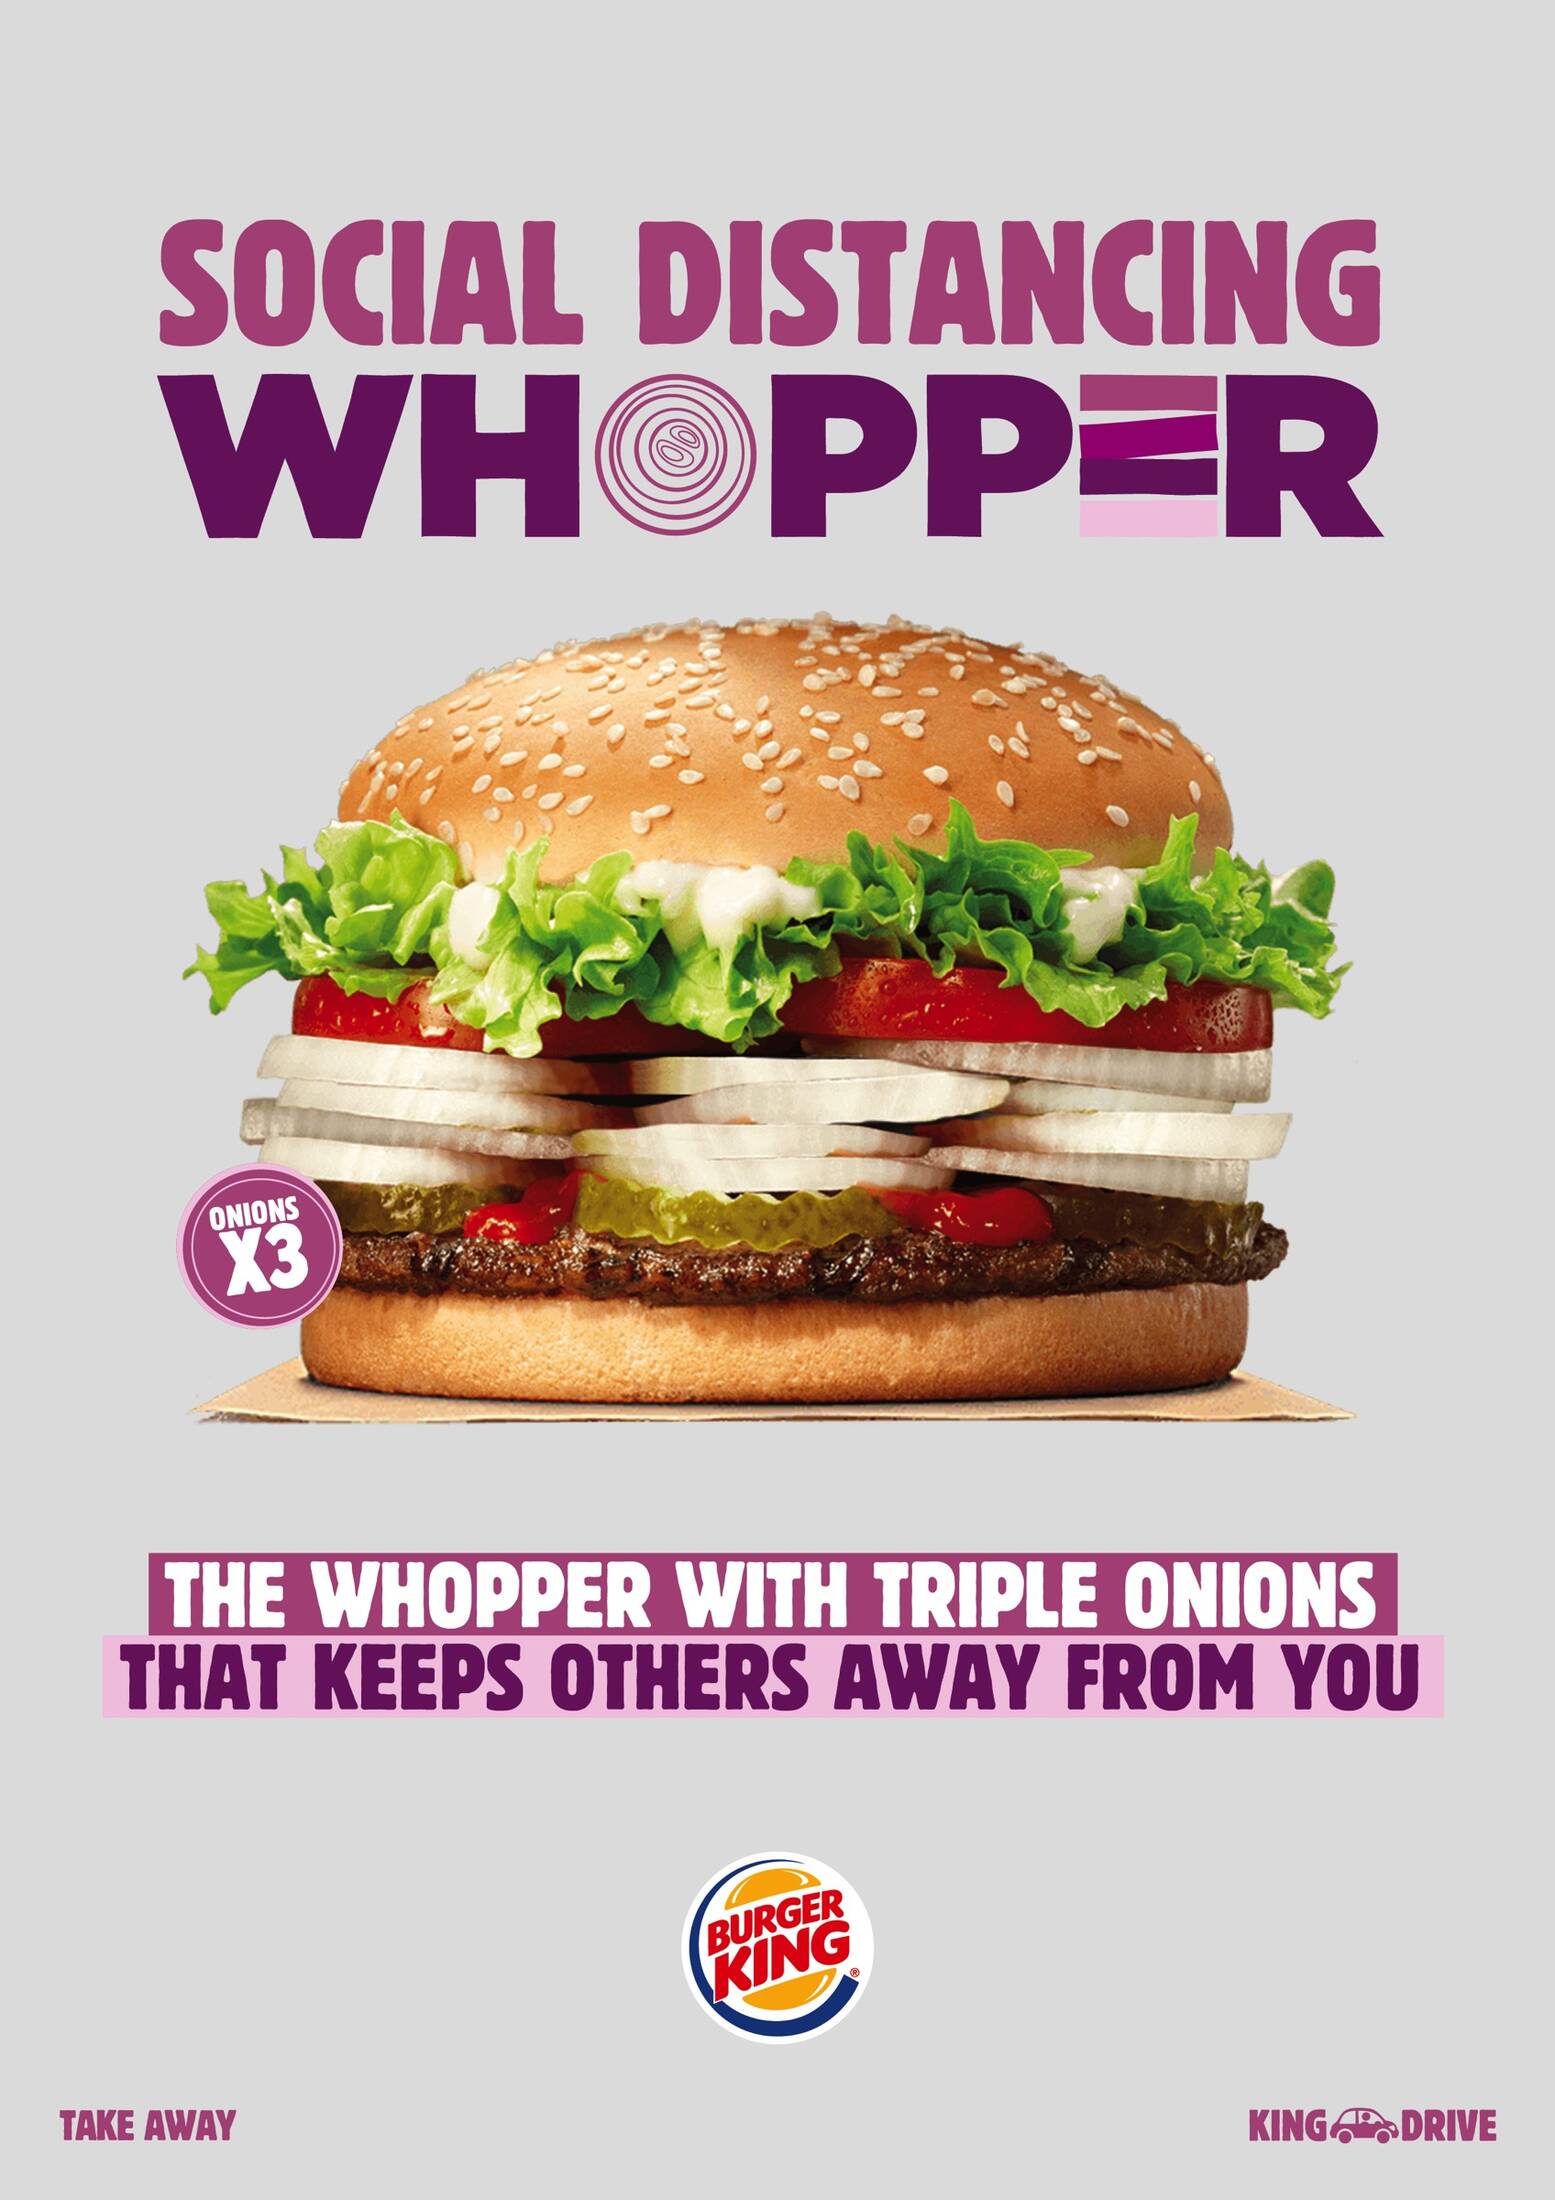 SOCIAL DISTANCING
WHOPPER
ONIONS
X3
THE WHOPPER WITH TRIPLE ONIONS
THAT KEEPS OTHERS AWAY FROM YOU
BURGER
KING®
TAKE AWAY
KING DRIVE